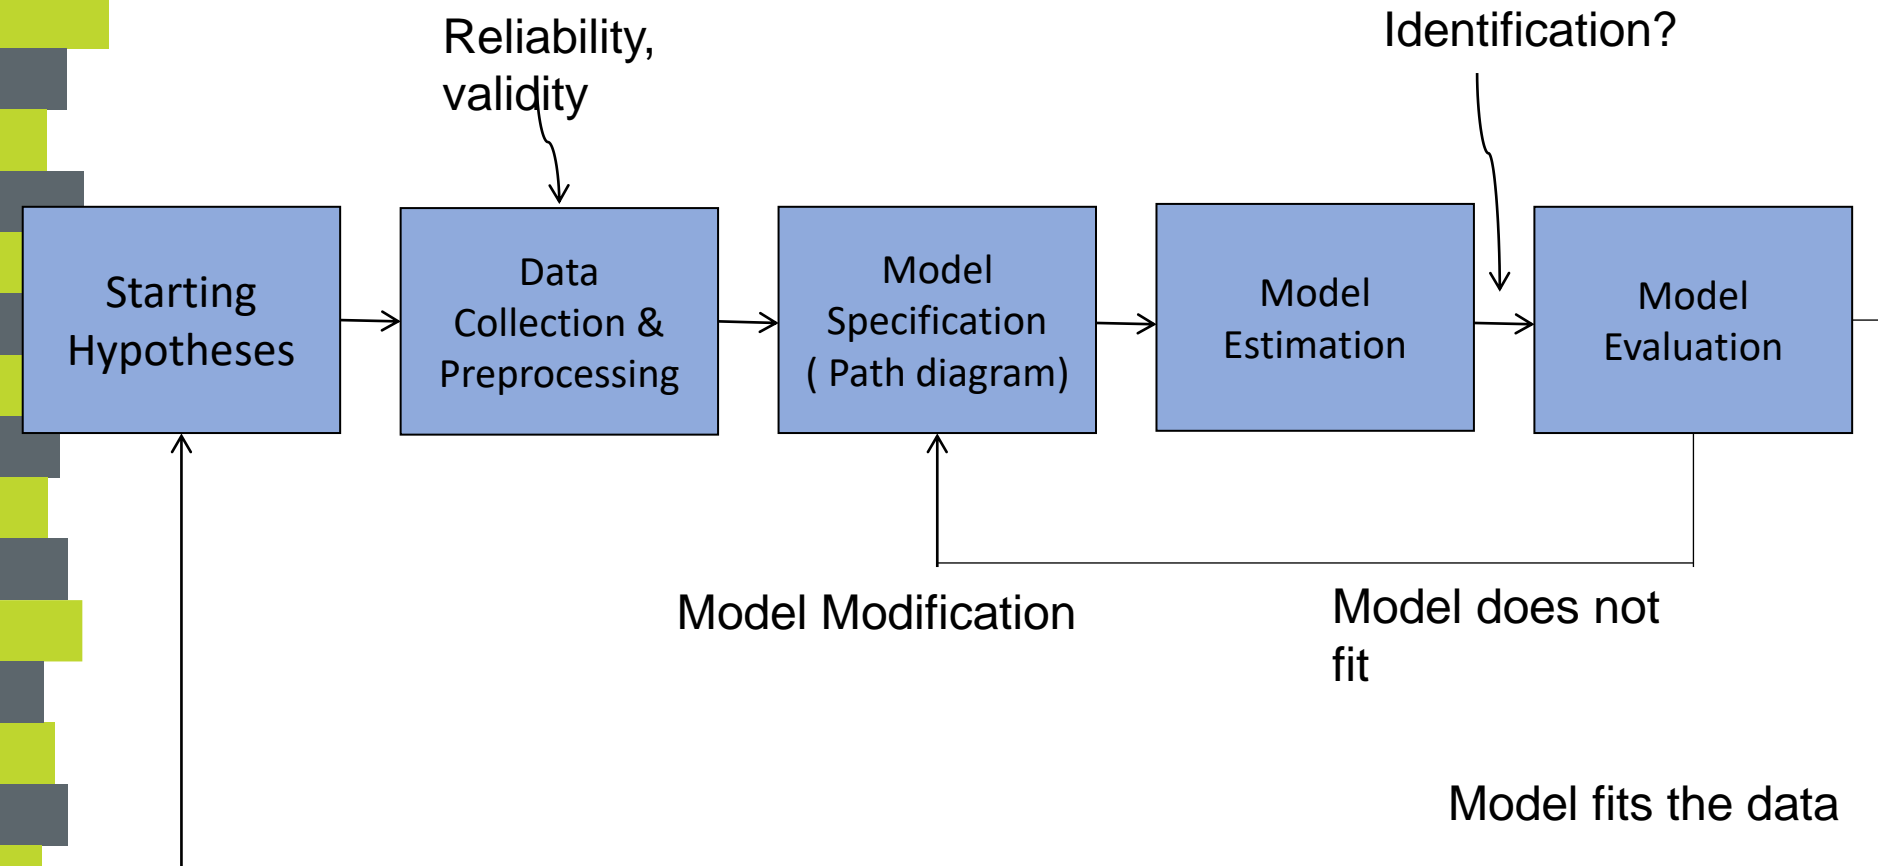 Reliability,
validity
Identification?
Starting
Hypotheses
Data
Collection &
Preprocessing
Model
Specification
( Path diagram)
Model
Estimation
Model
Evaluation
Model Modification
Model does not
fit
Model fits the data